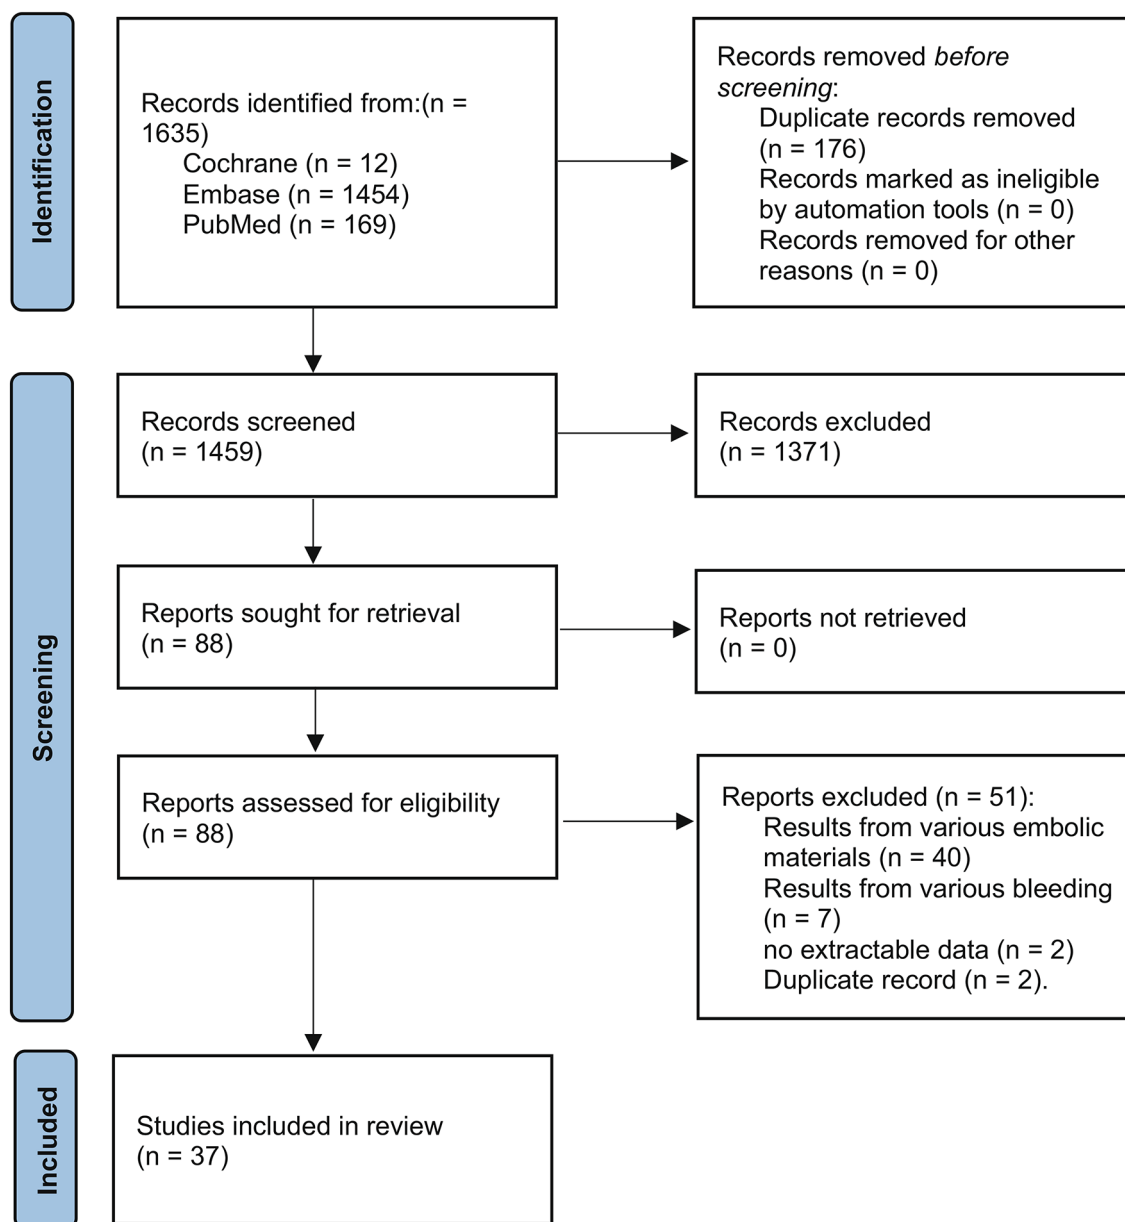 Identification
Records identified from:(n =
1635)
Cochrane (n = 12)
Embase (n = 1454)
PubMed (n = 169)
Records removed before
screening:
Duplicate records removed
(n = 176)
Records marked as ineligible
by automation tools (n = 0)
Records removed for other
reasons (n = 0)
Screening
Records screened
(n = 1459)
Records excluded
(n = 1371)
Reports sought for retrieval
(n = 88)
Reports not retrieved
(n = 0)
Reports assessed for eligibility
(n = 88)
Reports excluded (n = 51):
Results from various embolic
materials (n = 40)
Results from various bleeding
(n = 7)
no extractable data (n = 2)
Duplicate record (n = 2).
Included
Studies included in review
(n = 37)